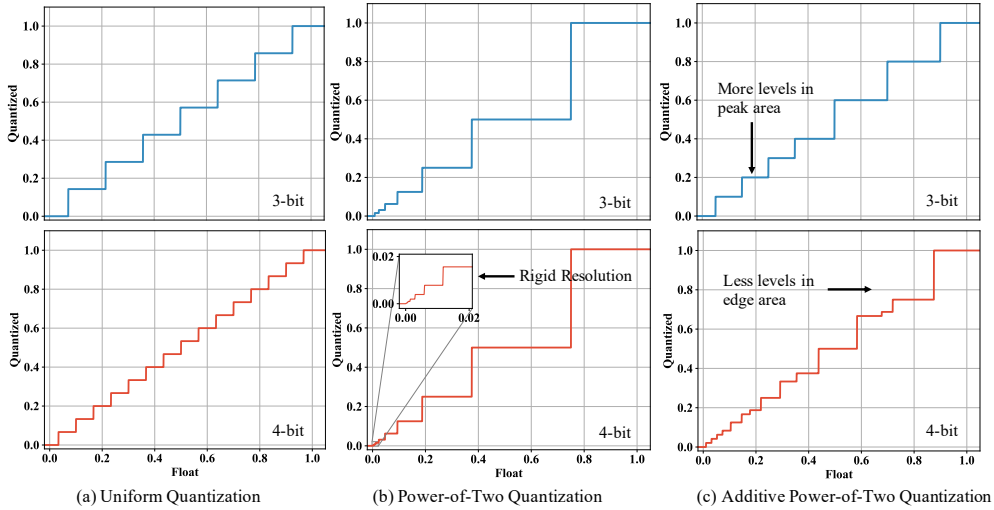 1.0
0.8
0.6
0.4
0.2
0.0
Quantized
3-bit
1.0
0.8
0.6
0.4
0.2
0.0
Quantized
3-bit
1.0
0.8
0.6
0.4
0.2
0.0
Quantized
More levels in
peak area
3-bit
1.0
0.8
0.6
0.4
0.2
0.0
Quantized
4-bit
0.0 0.2 0.4 0.6 0.8 1.0
Float
1.0
0.8
0.6
0.4
0.2
0.0
Quantized
0.02
0.00
0.00 0.02
Rigid Resolution
4-bit
0.0 0.2 0.4 0.6 0.8 1.0
Float
1.0
0.8
0.6
0.4
0.2
0.0
Quantized
Less levels in
edge area
4-bit
0.0 0.2 0.4 0.6 0.8 1.0
Float
(a) Uniform Quantization
(b) Power-of-Two Quantization
(c) Additive Power-of-Two Quantization